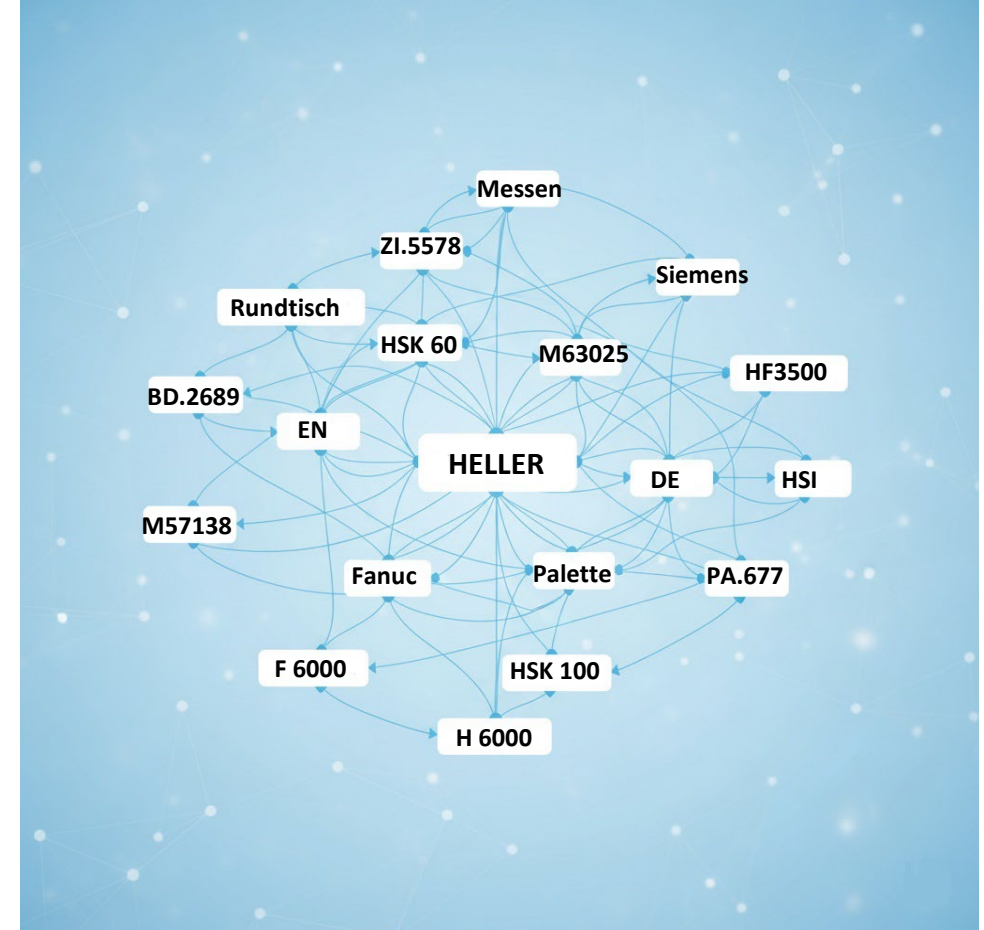 Messen
ZI.5578
Siemens
Rundtisch
HSK 60
M63025
HF3500
BD.2689
EN
HELLER
DE
HSI
M57138
Fanuc
Palette
PA.677
F 6000
HSK 100
H 6000